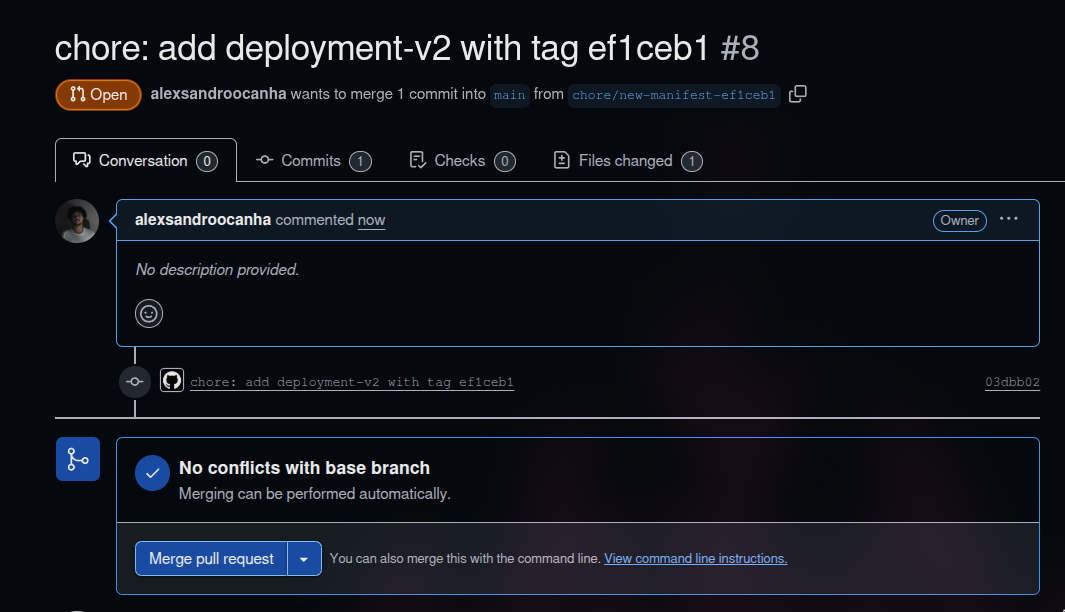 chore: add deployment-v2 with tag ef1ceb1 #8
Open alexsandroocanha wants to merge 1 commit into main from chore/new-manifest-ef1ceb1
Conversation 0 Commits 1 Checks 0 Files changed 1
alexsandroocanha commented now Owner
No description provided.
chore: add deployment-v2 with tag ef1ceb1 03dbb02
No conflicts with base branch
Merging can be performed automatically.
Merge pull request You can also merge this with the command line. View command line instructions.